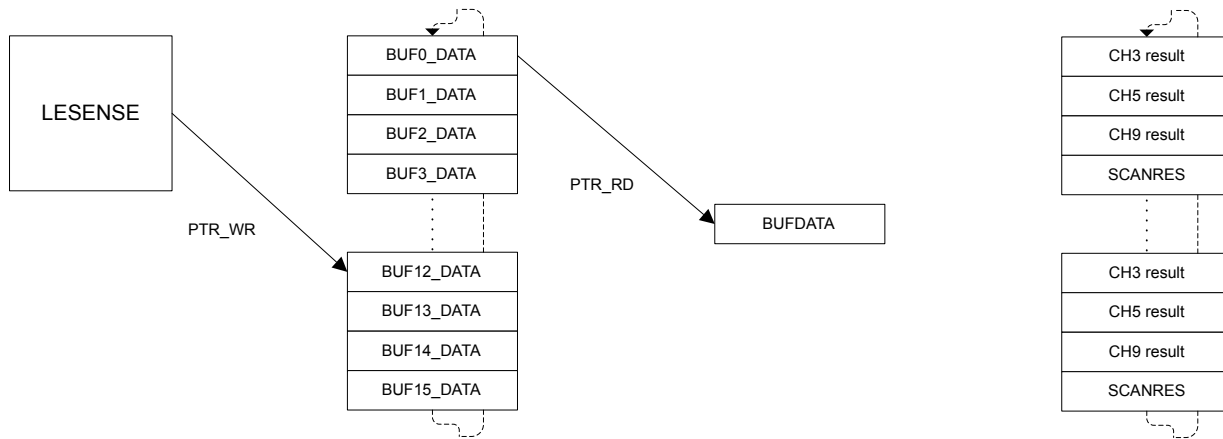 LESENSE
PTR_WR
BUF0_DATA
BUF1_DATA
BUF2_DATA
BUF3_DATA
BUF12_DATA
BUF13_DATA
BUF14_DATA
BUF15_DATA
PTR_RD
BUFDATA
CH3 result
CH5 result
CH9 result
SCANRES
CH3 result
CH5 result
CH9 result
SCANRES